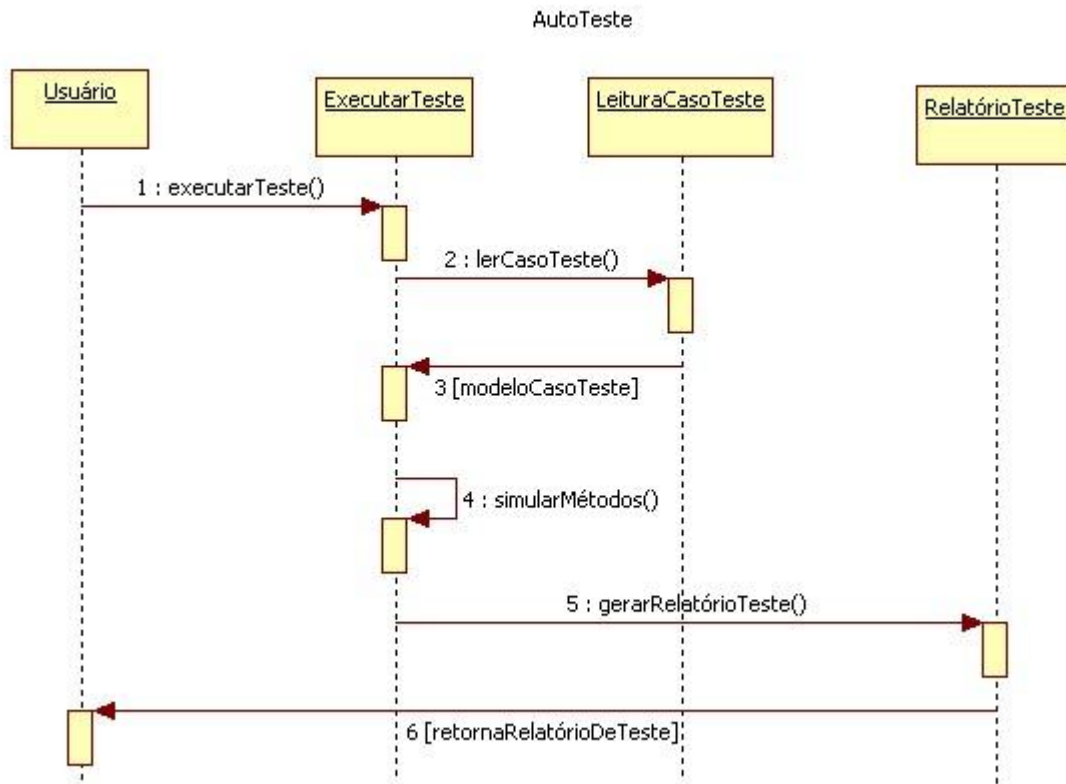 AutoTeste
Usuário
ExecutarTeste
LeituraCasoTeste
RelatórioTeste
1 : executarTeste()
2 : lerCasoTeste()
3 [modeloCasoTeste]
4 : simularMétodos()
5 : gerarRelatórioTeste()
6 [retornaRelatórioDeTeste]